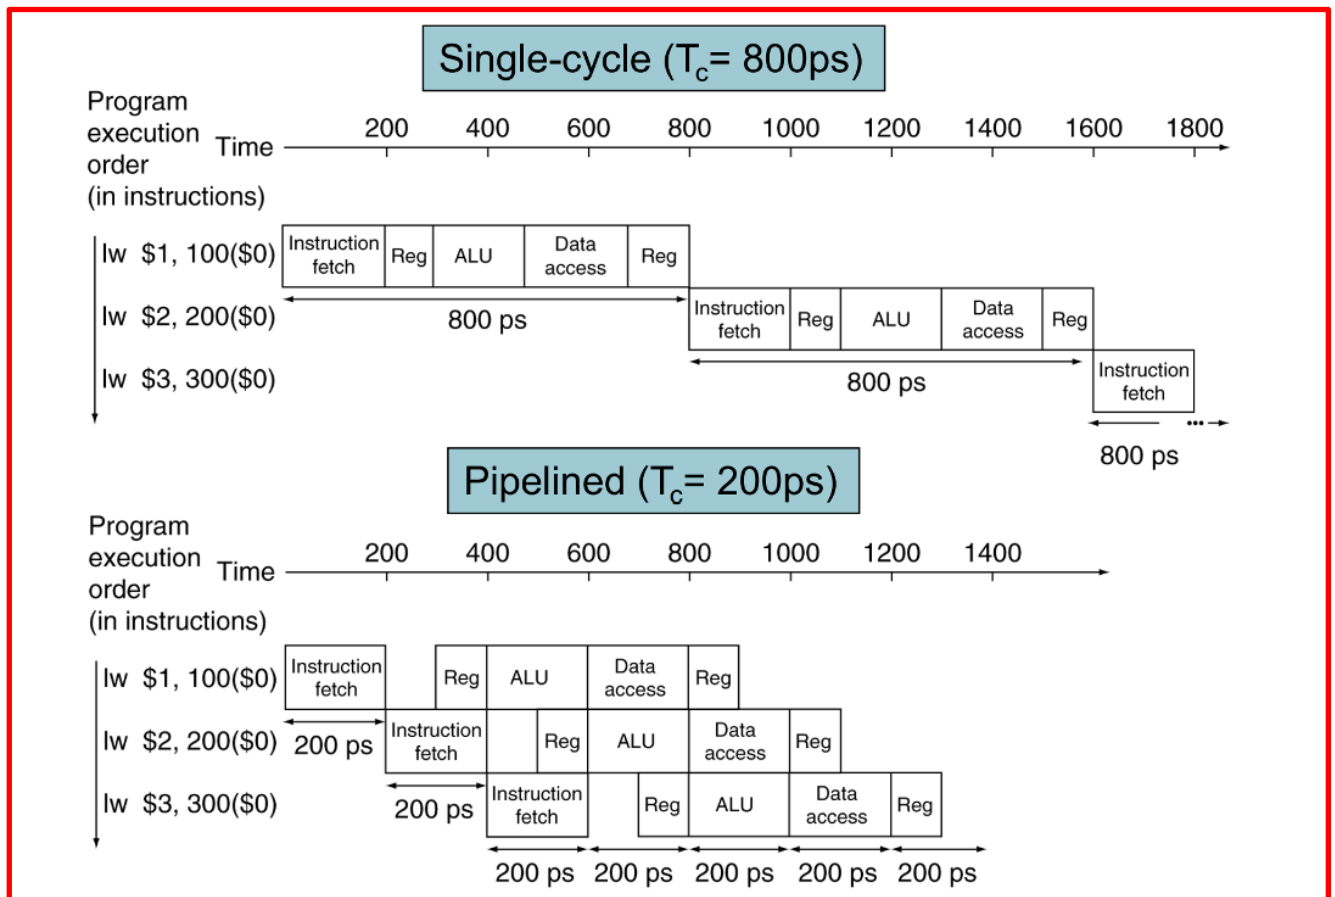 Single-cycle (Tc= 800ps)
Program
execution
order
(in instructions)
Time
200 400 600 800 1000 1200 1400 1600 1800
lw $1, 100($0)
Instruction
fetch
Reg
ALU
Data
access
Reg
800 ps
lw $2, 200($0)
Instruction
fetch
Reg
ALU
Data
access
Reg
800 ps
lw $3, 300($0)
Instruction
fetch
...
800 ps
Pipelined (Tc= 200ps)
Program
execution
order
(in instructions)
Time
200 400 600 800 1000 1200 1400
lw $1, 100($0)
Instruction
fetch
Reg
ALU
Data
access
Reg
200 ps
lw $2, 200($0)
Instruction
fetch
Reg
ALU
Data
access
Reg
200 ps
lw $3, 300($0)
Instruction
fetch
Reg
ALU
Data
access
Reg
200 ps 200 ps 200 ps 200 ps 200 ps